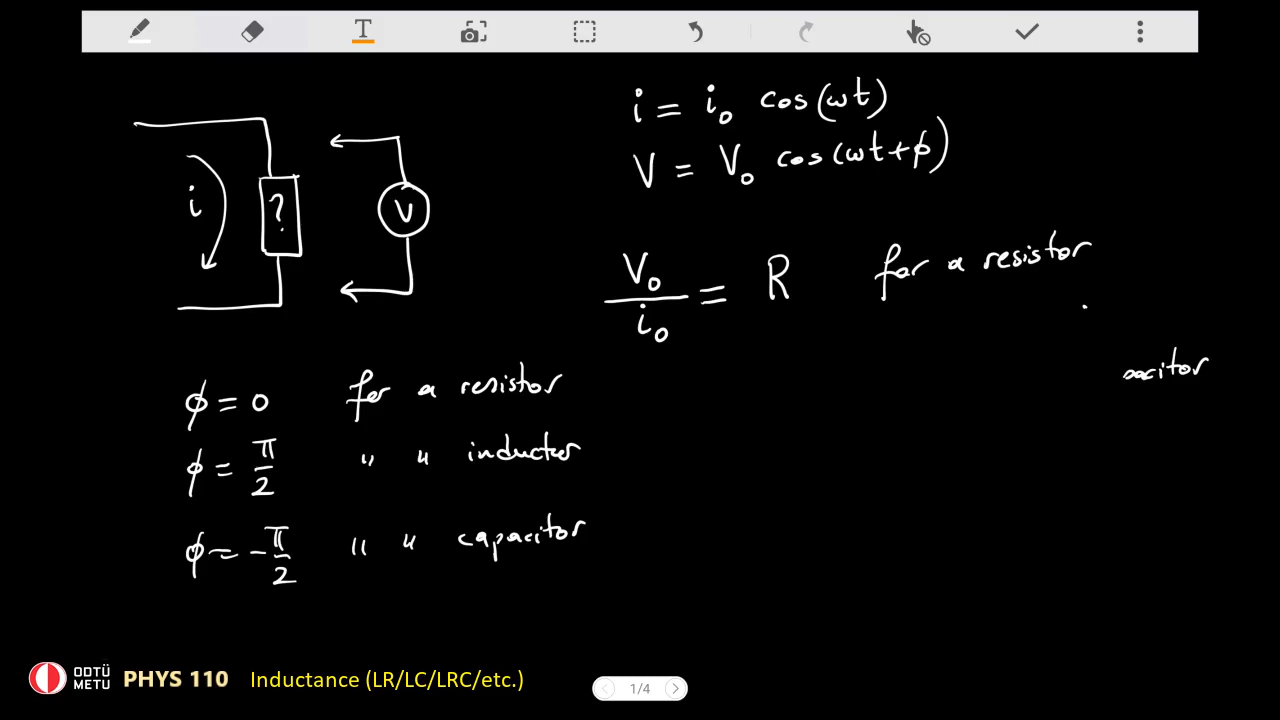 T
i = i₀ cos(ωt)
V = V₀ cos(ωt+ϕ)
i
?
V
V₀/i₀ = R for a resistor
ϕ = 0 for a resistor
ϕ = π/2 " " inductor
ϕ = -π/2 " " capacitor
ODTÜ
METU
PHYS 110
Inductance (LR/LC/LRC/etc.)
1/4